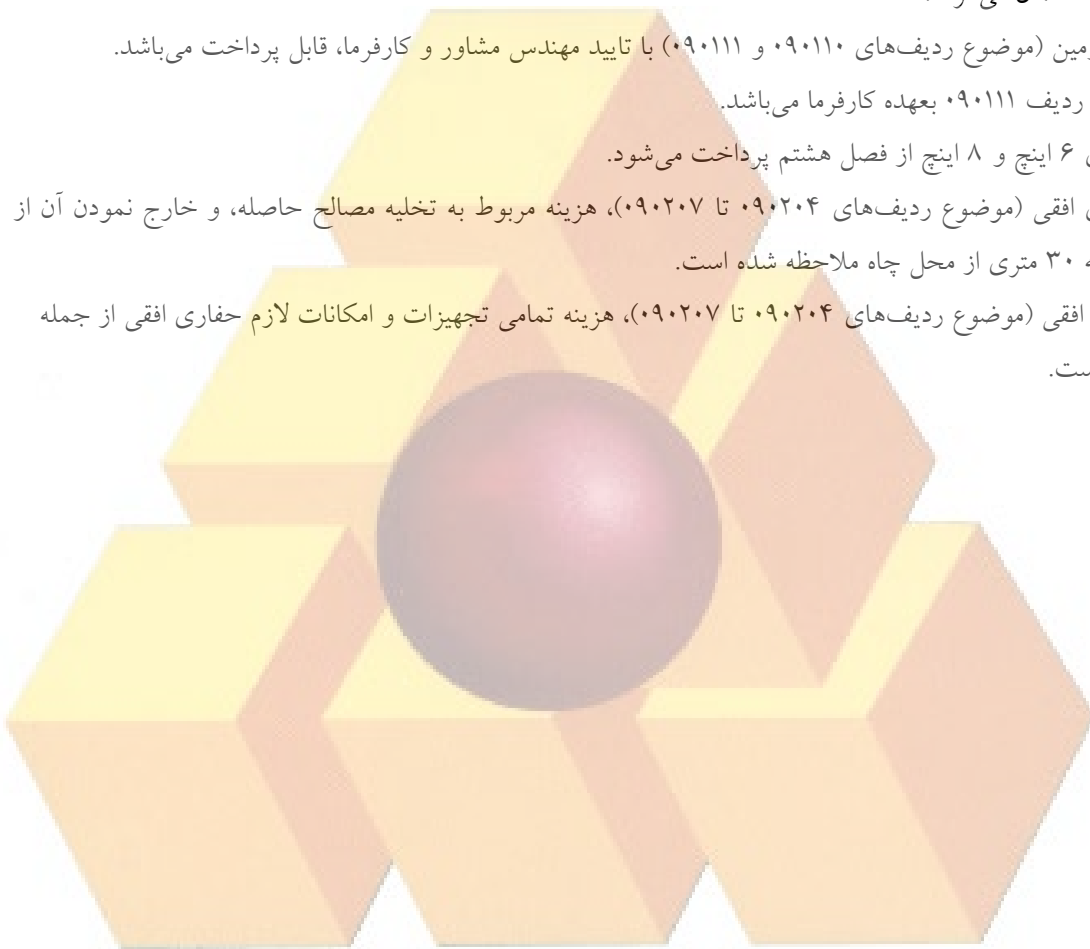 مین (موضوع ردیف‌های ۰۹۰۱۱۰ و ۰۹۰۱۱۱) با تایید مهندس مشاور و کارفرما، قابل پرداخت می‌باشد.
ردیف ۰۹۰۱۱۱ بعهده کارفرما می‌باشد.
۶ اینچ و ۸ اینچ از فصل هشتم پرداخت می‌شود.
افقی (موضوع ردیف‌های ۰۹۰۲۰۴ تا ۰۹۰۲۰۷)، هزینه مربوط به تخلیه مصالح حاصله، و خارج نمودن آن از
۳۰ متری از محل چاه ملاحظه شده است.
افقی (موضوع ردیف‌های ۰۹۰۲۰۴ تا ۰۹۰۲۰۷)، هزینه تمامی تجهیزات و امکانات لازم حفاری افقی از جمله
ست.